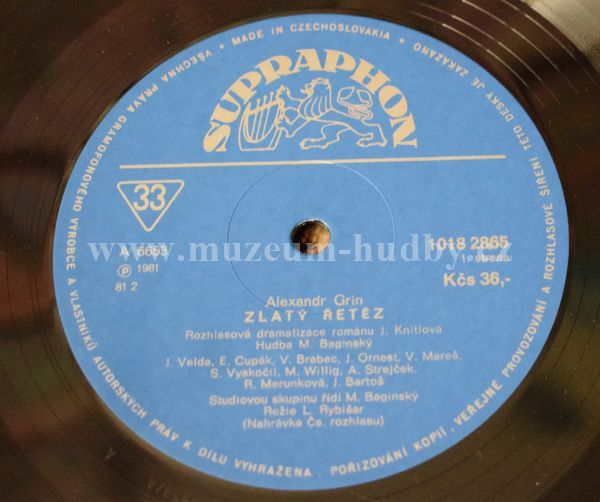 VŠECHNA PRÁVA GRAMOFONOVÉHO VÝROBCE A VLASTNÍKŮ AUTORSKÝCH PRÁV K DÍLU VYHRAŽENA. POŘIZOVÁNÍ KOPIÍ, VEŘEJNÉ PROVOZOVÁNÍ A ROZHLASOVÉ ŠÍŘENÍ TÉTO DESKY JE ZAKÁZÁNO • MADE IN CZECHOSLOVAKIA •
SUPRAPHON
33
A 6653
℗ 1981
81 2
1018 2865
1.
Kčs 36,-
www.muzeum-hudby.cz
Alexandr Grin
ZLATÝ ŘETĚZ
Rozhlasová dramatizace románu J. Knitlová
Hudba M. Baginský
J. Velda, E. Cupák, V. Brabec, J. Ornest, V. Mareš,
S. Vyskočil, M. Willig, A. Strejček,
R. Merunková, J. Bartoš
Studiovou skupinu řídí M. Baginský
Režie L. Rybišar
(Nahrávka Čs. rozhlasu)